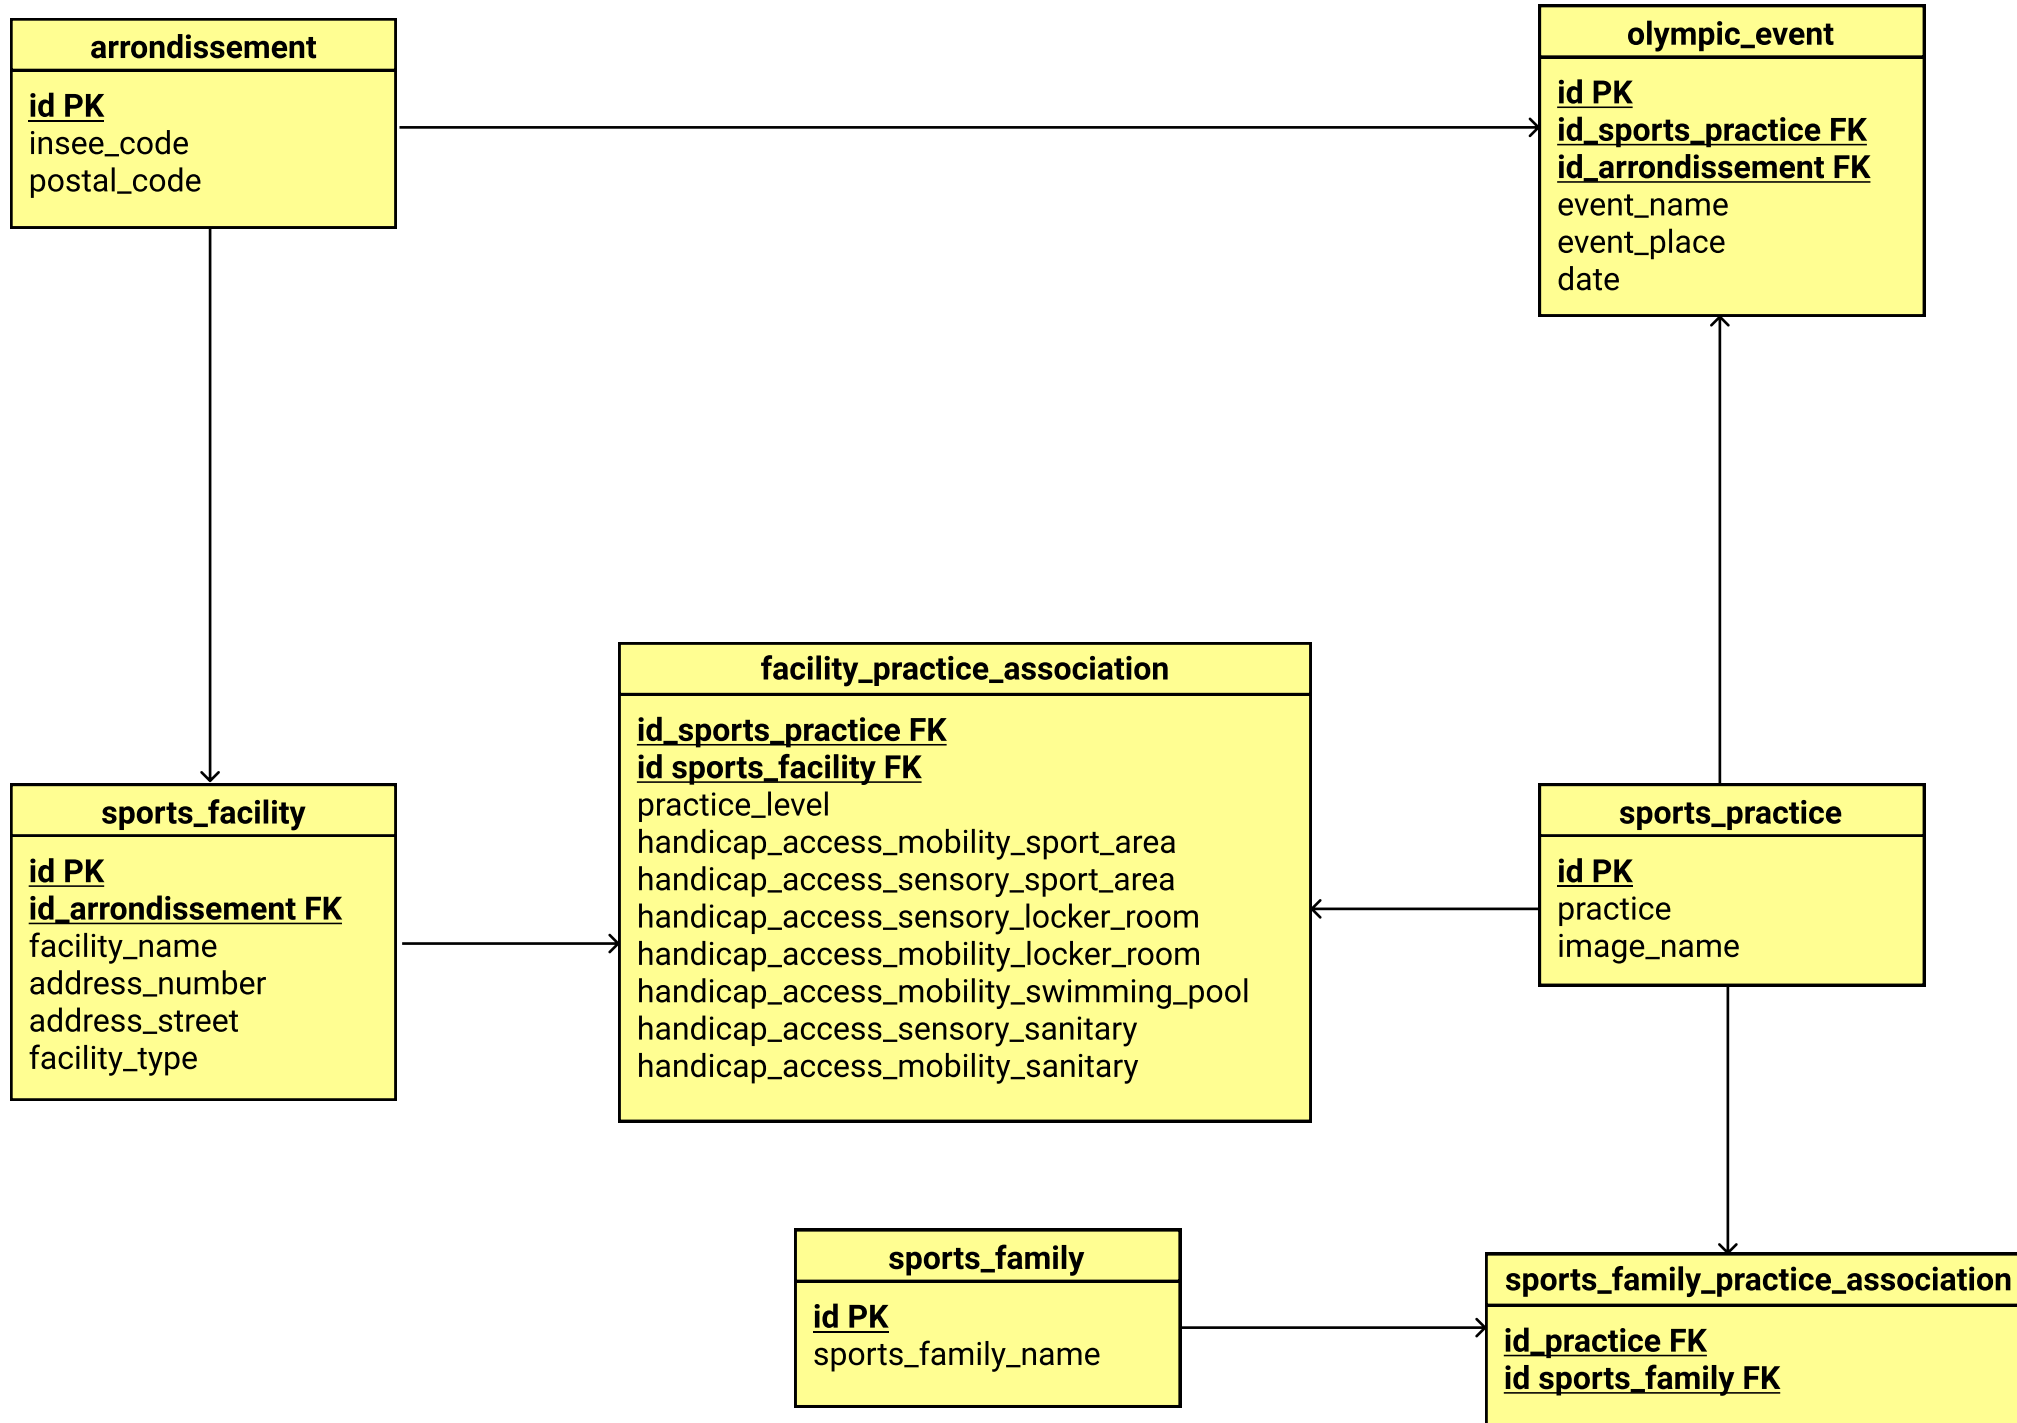 arrondissement
id PK
insee_code
postal_code
olympic_event
id PK
id_sports_practice FK
id_arrondissement FK
event_name
event_place
date
facility_practice_association
id_sports_practice FK
id sports_facility FK
practice_level
handicap_access_mobility_sport_area
handicap_access_sensory_sport_area
handicap_access_sensory_locker_room
handicap_access_mobility_locker_room
handicap_access_mobility_swimming_pool
handicap_access_sensory_sanitary
handicap_access_mobility_sanitary
sports_facility
id PK
id_arrondissement FK
facility_name
address_number
address_street
facility_type
sports_practice
id PK
practice
image_name
sports_family
id PK
sports_family_name
sports_family_practice_association
id_practice FK
id sports_family FK